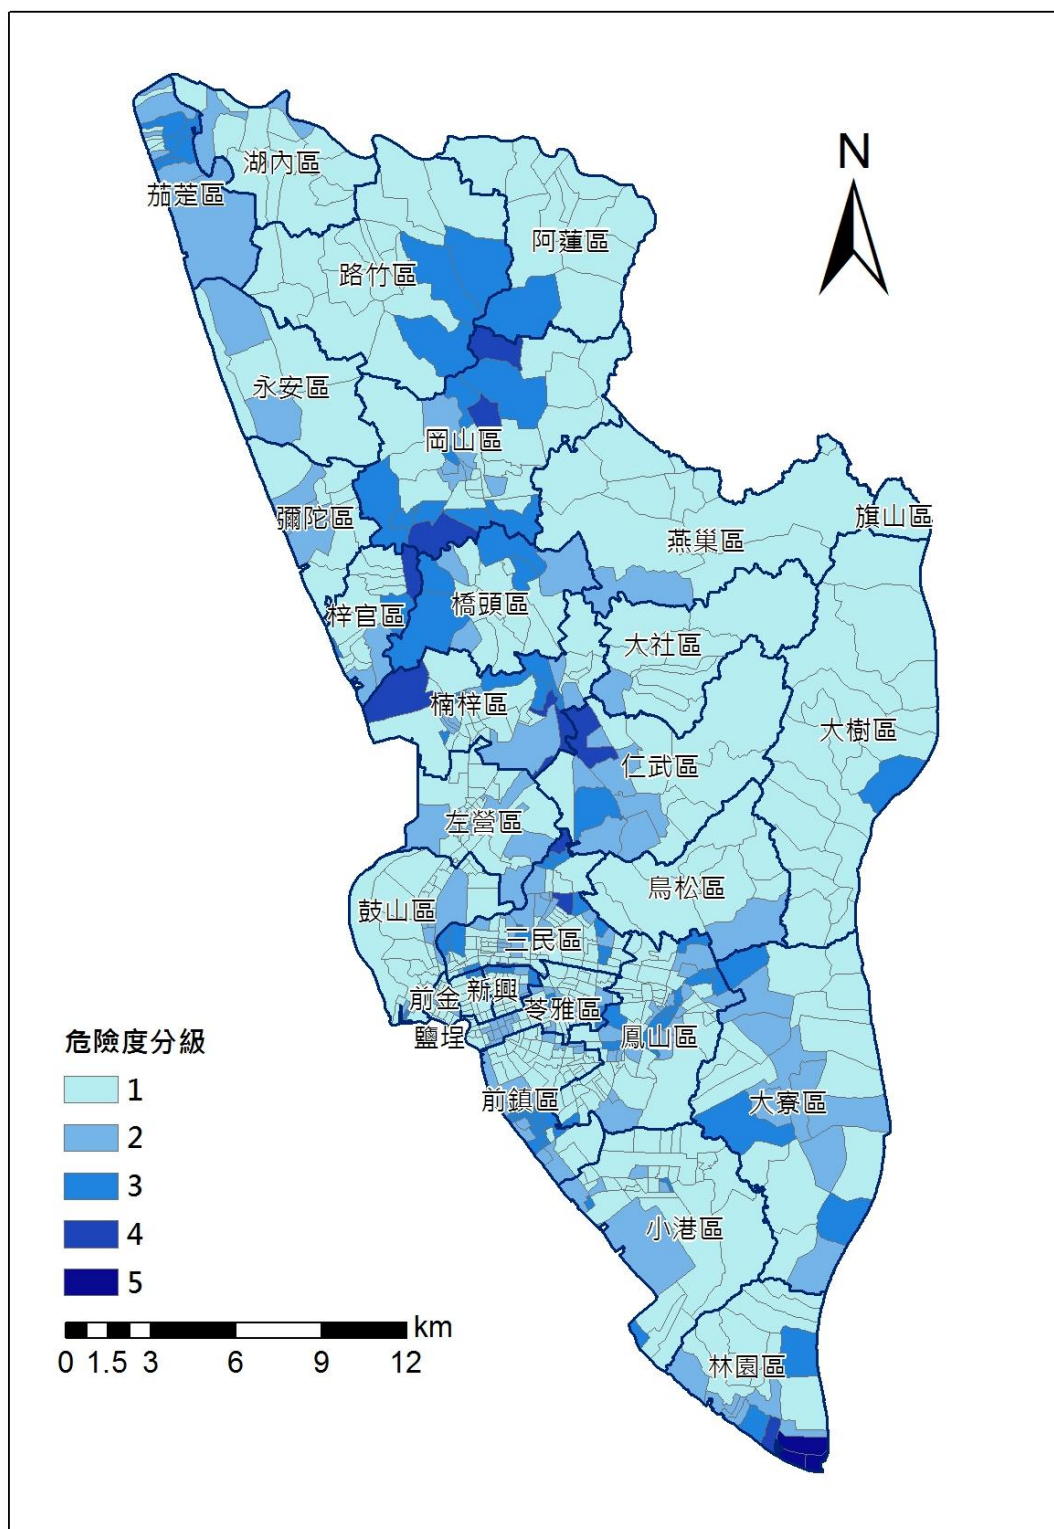 N
湖內區
茄萣區
阿蓮區
路竹區
永安區
岡山區
彌陀區
旗山區
燕巢區
梓官區
橋頭區
大社區
楠梓區
大樹區
仁武區
左營區
鳥松區
鼓山區
三民區
前金
新興
苓雅區
鹽埕
鳳山區
前鎮區
大寮區
小港區
林園區
危險度分級
1
2
3
4
5
km
0 1.5 3 6 9 12